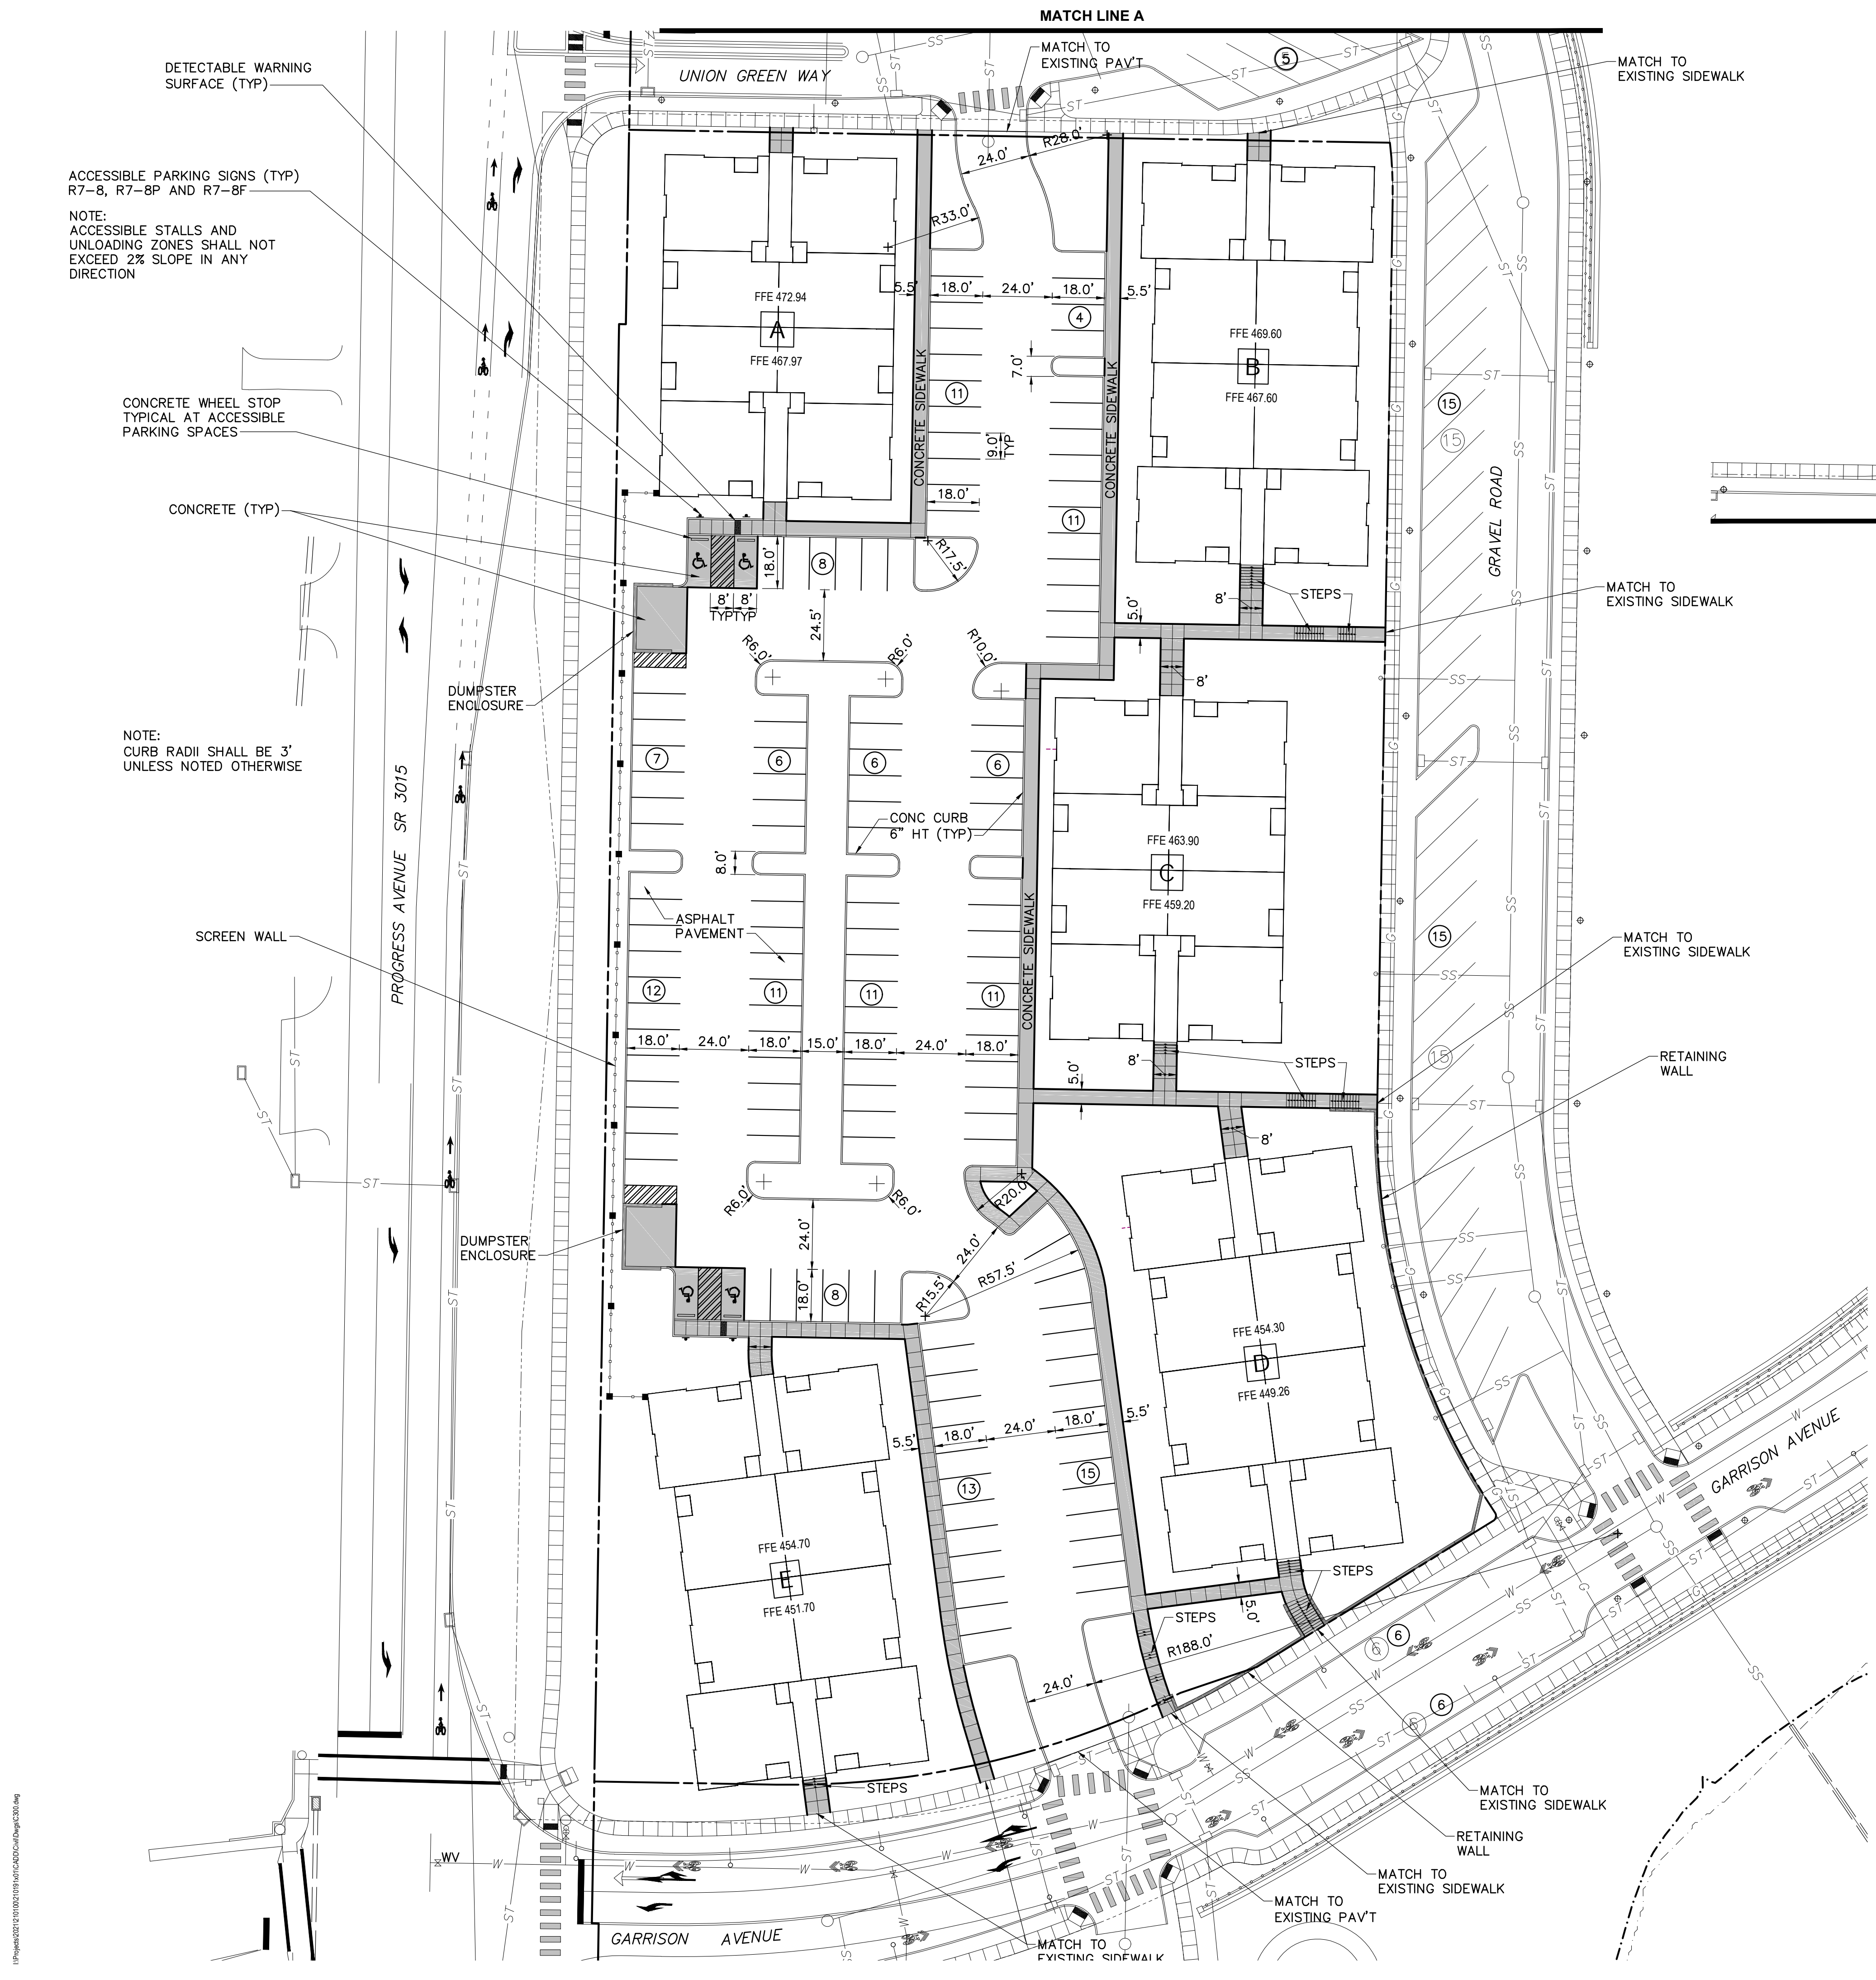 MATCH LINE A
UNION GREEN WAY
MATCH TO
EXISTING PAV'T
5
MATCH TO
EXISTING SIDEWALK
DETECTABLE WARNING
SURFACE (TYP)
ACCESSIBLE PARKING SIGNS (TYP)
R7-8, R7-8P AND R7-8F
NOTE:
ACCESSIBLE STALLS AND
UNLOADING ZONES SHALL NOT
EXCEED 2% SLOPE IN ANY
DIRECTION
CONCRETE WHEEL STOP
TYPICAL AT ACCESSIBLE
PARKING SPACES
CONCRETE (TYP)
24.0'
R28.0'
R33.0'
FFE 472.94
A
FFE 467.97
5.5'
18.0'
24.0'
18.0'
5.5'
4
7.0'
11
9.0'
TYP
18.0'
11
CONCRETE SIDEWALK
CONCRETE SIDEWALK
FFE 469.60
B
FFE 467.60
15
15
GRAVEL ROAD
R17.5'
18.0'
8
8'
8'
TYP
TYP
24.5'
8'
STEPS
5.0'
MATCH TO
EXISTING SIDEWALK
R6.0'
R6.0'
R10.0'
8'
DUMPSTER
ENCLOSURE
NOTE:
CURB RADII SHALL BE 3'
UNLESS NOTED OTHERWISE
PROGRESS AVENUE SR 3015
7
6
6
6
CONC CURB
6" HT (TYP)
8.0'
FFE 463.90
C
FFE 459.20
ASPHALT
PAVEMENT
SCREEN WALL
CONCRETE SIDEWALK
15
MATCH TO
EXISTING SIDEWALK
12
11
11
11
18.0'
24.0'
18.0'
15.0'
18.0'
24.0'
18.0'
15
8'
STEPS
5.0'
RETAINING
WALL
8'
R6.0'
R6.0'
R20.0'
24.0'
24.0'
R57.5'
R15.5'
DUMPSTER
ENCLOSURE
18.0'
8
FFE 454.30
D
FFE 449.26
5.5'
18.0'
24.0'
18.0'
5.5'
13
15
FFE 454.70
E
FFE 451.70
STEPS
5.0'
STEPS
R188.0'
24.0'
6
6
6
6
GARRISON AVENUE
STEPS
MATCH TO
EXISTING SIDEWALK
RETAINING
WALL
MATCH TO
EXISTING SIDEWALK
MATCH TO
EXISTING PAV'T
MATCH TO
EXISTING SIDEWALK
WV
GARRISON AVENUE